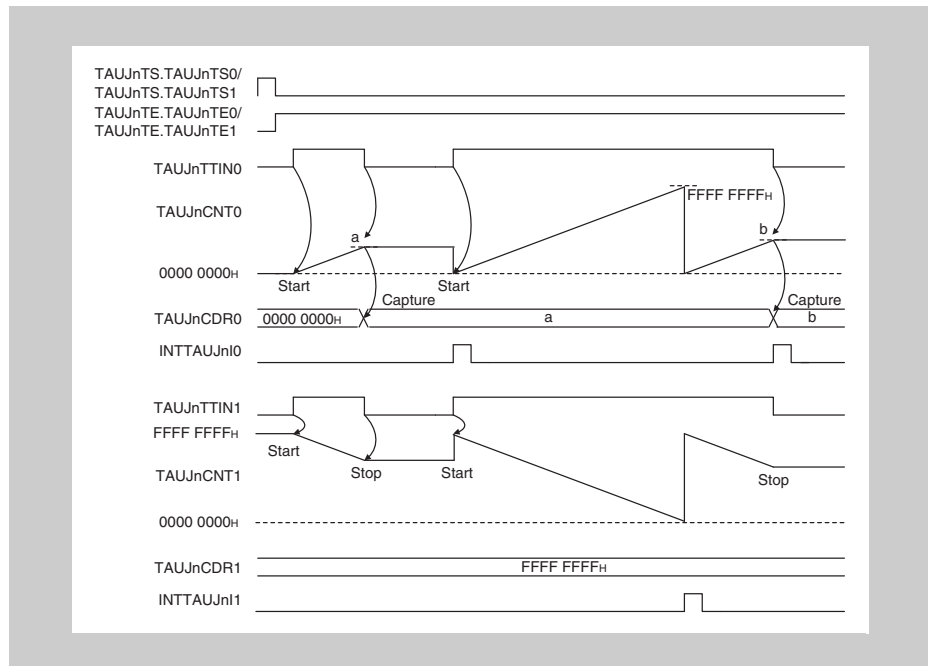 TAUJnTS.TAUJnTS0/
TAUJnTS.TAUJnTS1
TAUJnTE.TAUJnTE0/
TAUJnTE.TAUJnTE1
TAUJnTTIN0
TAUJnCNT0
FFFF FFFFH
a
b
0000 0000H
Start
Start
Capture
Capture
TAUJnCDR0
0000 0000H
a
b
INTTAUJnI0
TAUJnTTIN1
FFFF FFFFH
Start
TAUJnCNT1
Stop
Start
Stop
0000 0000H
TAUJnCDR1
FFFF FFFFH
INTTAUJnI1